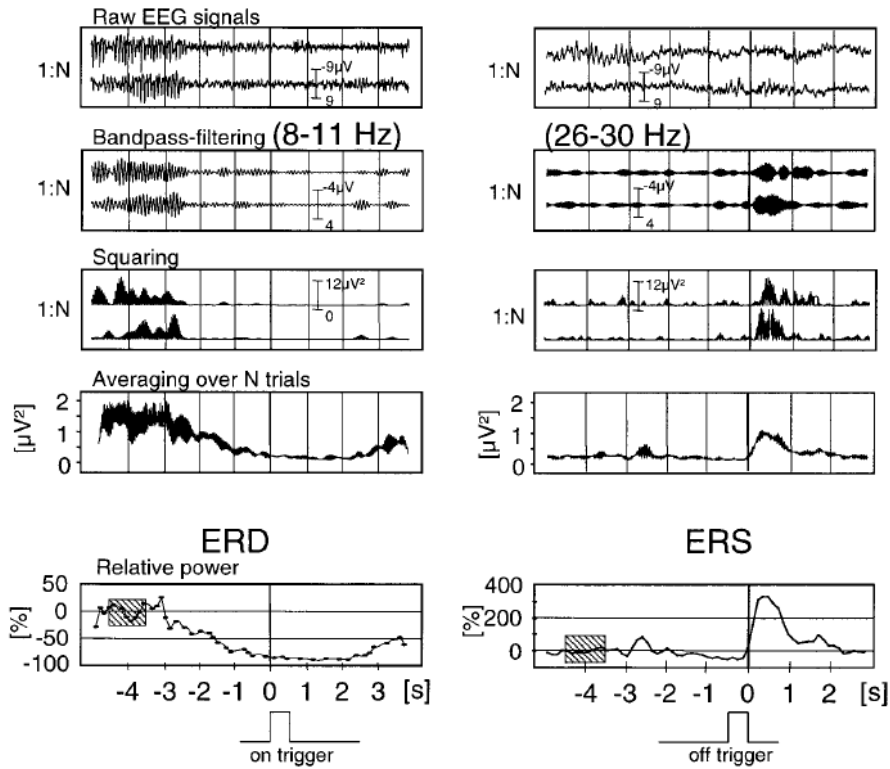 Raw EEG signals
1:N
-9µV
9
-9µV
9
Bandpass-filtering (8-11 Hz)
(26-30 Hz)
1:N
-4µV
4
1:N
-4µV
4
Squaring
1:N
12µV²
0
1:N
12µV²
Averaging over N trials
[µV²]
2
1
0
[µV²]
2
1
0
ERD
ERS
Relative power
[%]
50
0
-50
-100
-4 -3 -2 -1 0 1 2 3 [s]
on trigger
[%]
400
200
0
-4 -3 -2 -1 0 1 2 [s]
off trigger